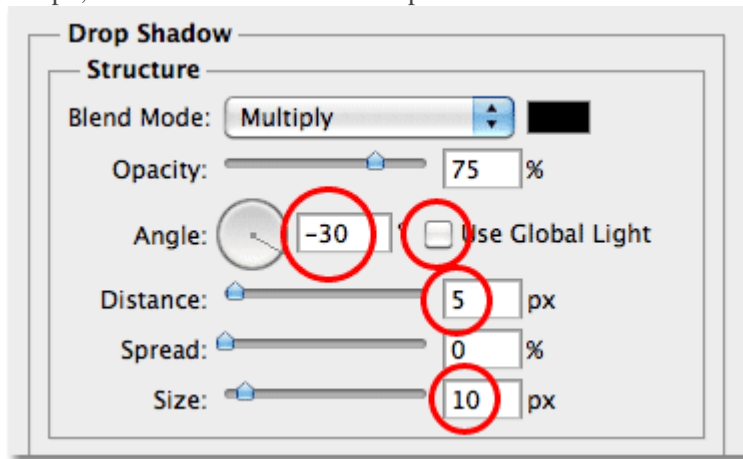 Drop Shadow
Structure
Blend Mode: Multiply
Opacity: 75 %
Angle: -30 ° Use Global Light
Distance: 5 px
Spread: 0 %
Size: 10 px